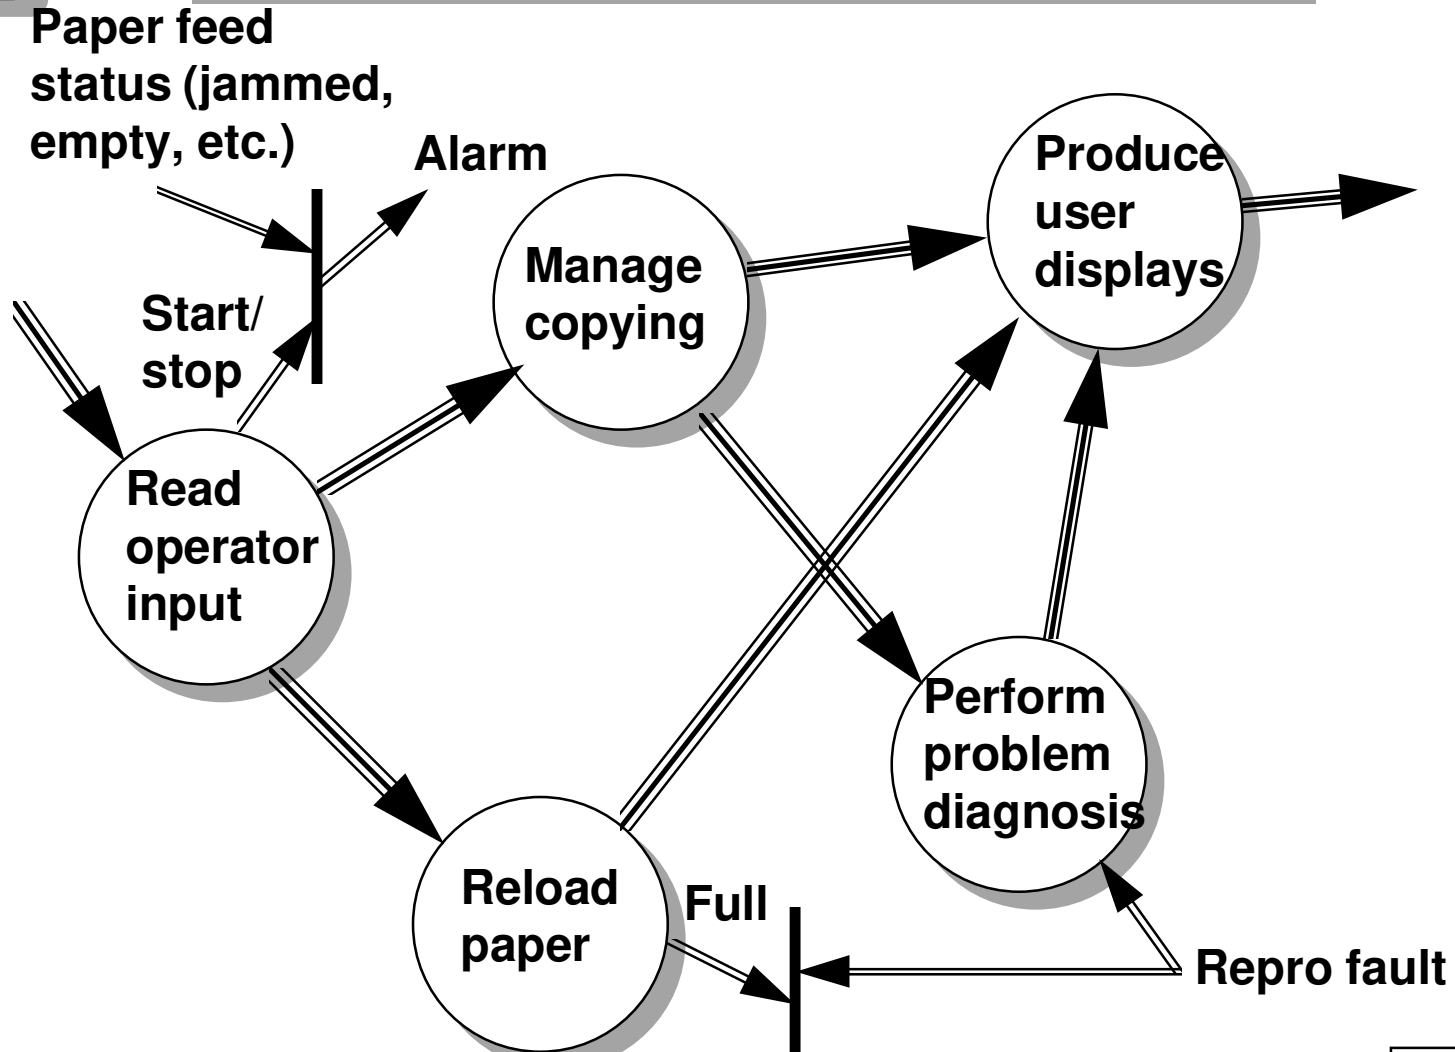 Paper feed
status (jammed,
empty, etc.)
Alarm
Produce
user
displays
Manage
copying
Start/
stop
Read
operator
input
Perform
problem
diagnosis
Reload
paper
Full
Repro fault